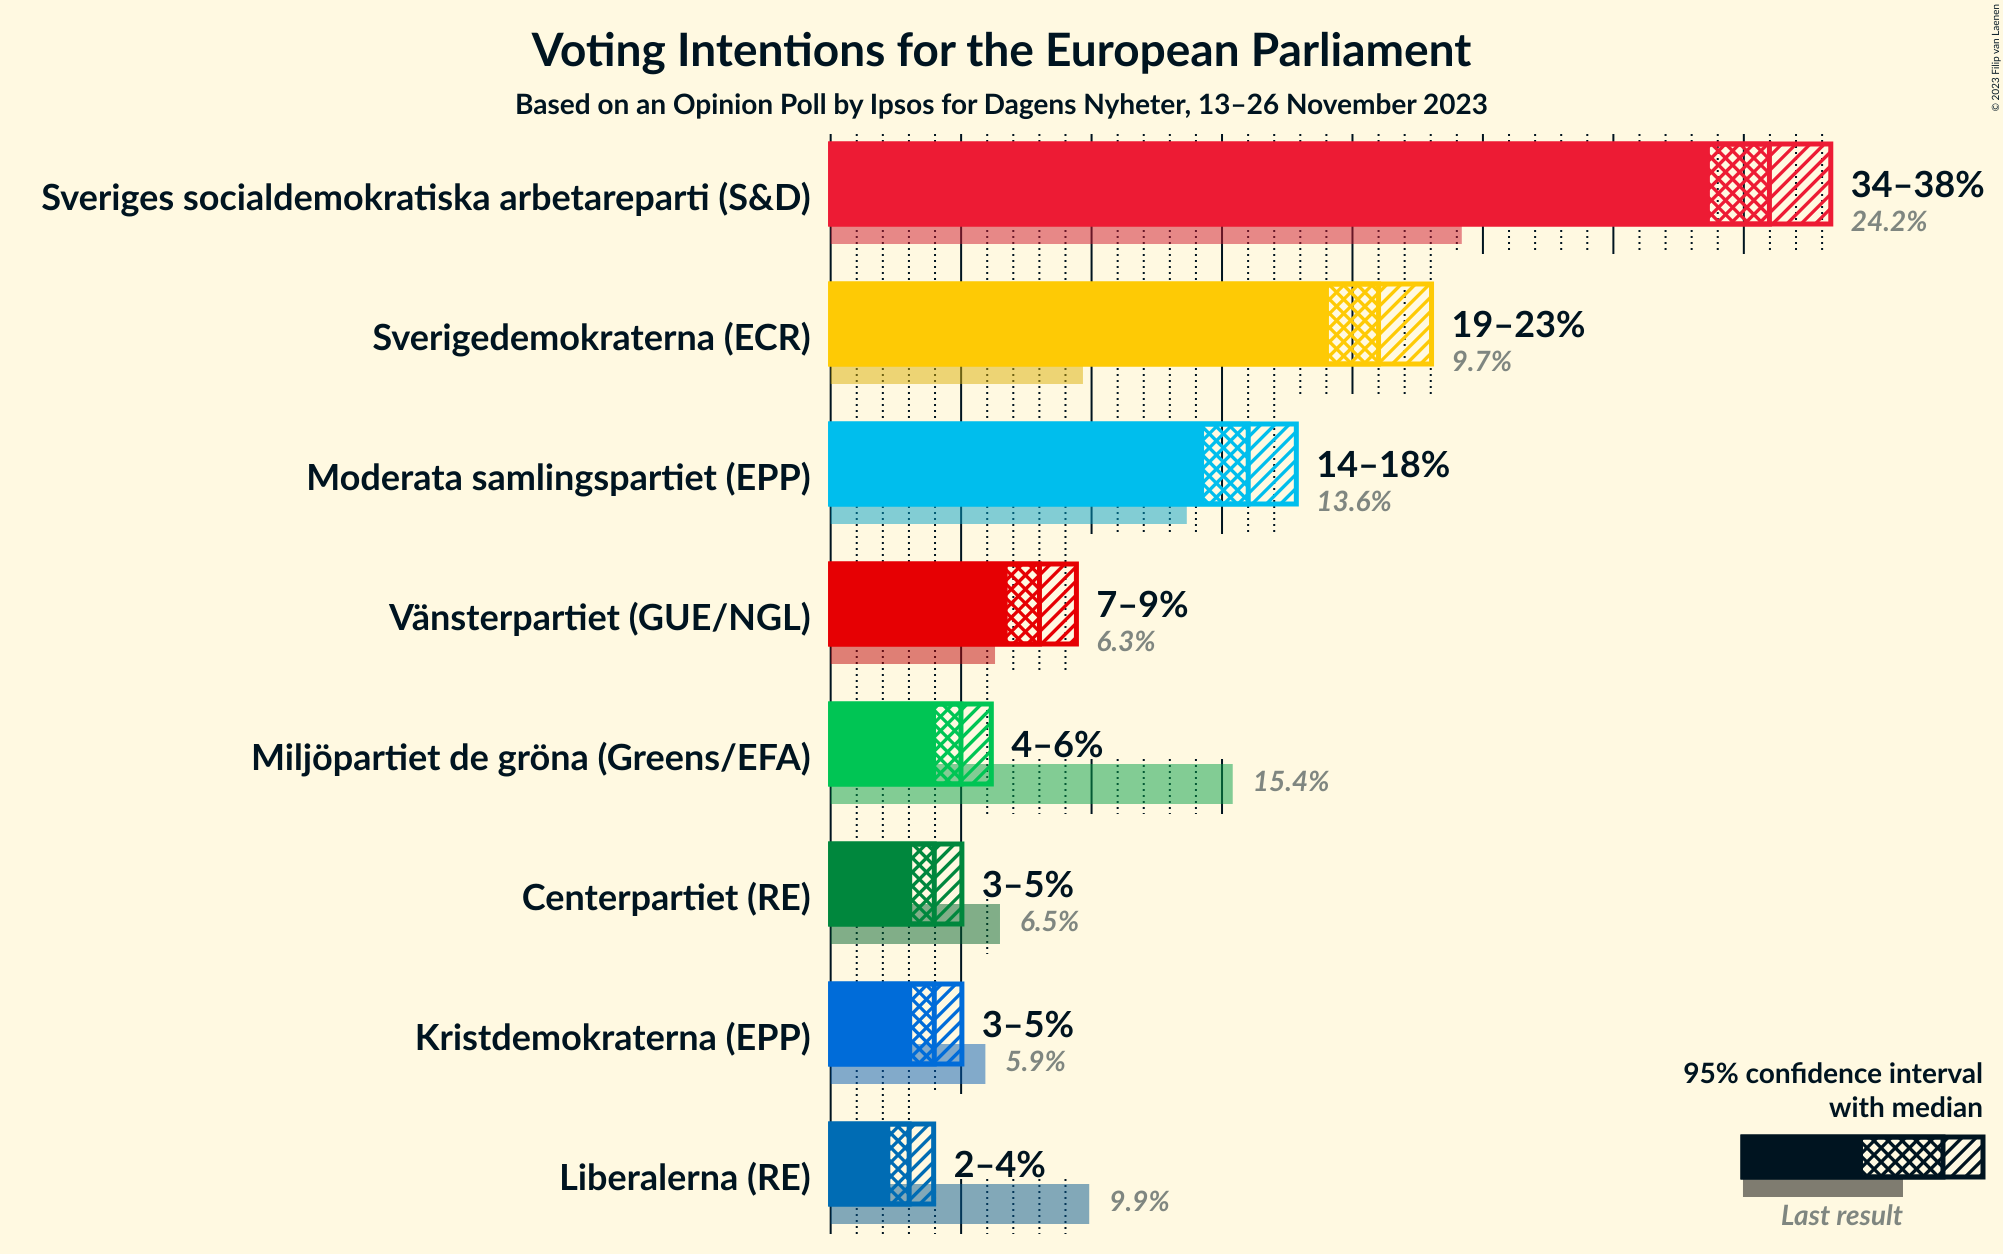 Voting Intentions for the European Parliament
Based on an Opinion Poll by Ipsos for Dagens Nyheter, 13–26 November 2023
© 2023 Filip van Laenen
Sveriges socialdemokratiska arbetareparti (S&D)
34–38%
24.2%
Sverigedemokraterna (ECR)
19–23%
9.7%
Moderata samlingspartiet (EPP)
14–18%
13.6%
Vänsterpartiet (GUE/NGL)
7–9%
6.3%
Miljöpartiet de gröna (Greens/EFA)
4–6%
15.4%
Centerpartiet (RE)
3–5%
6.5%
Kristdemokraterna (EPP)
3–5%
5.9%
Liberalerna (RE)
2–4%
9.9%
95% confidence interval
with median
Last result